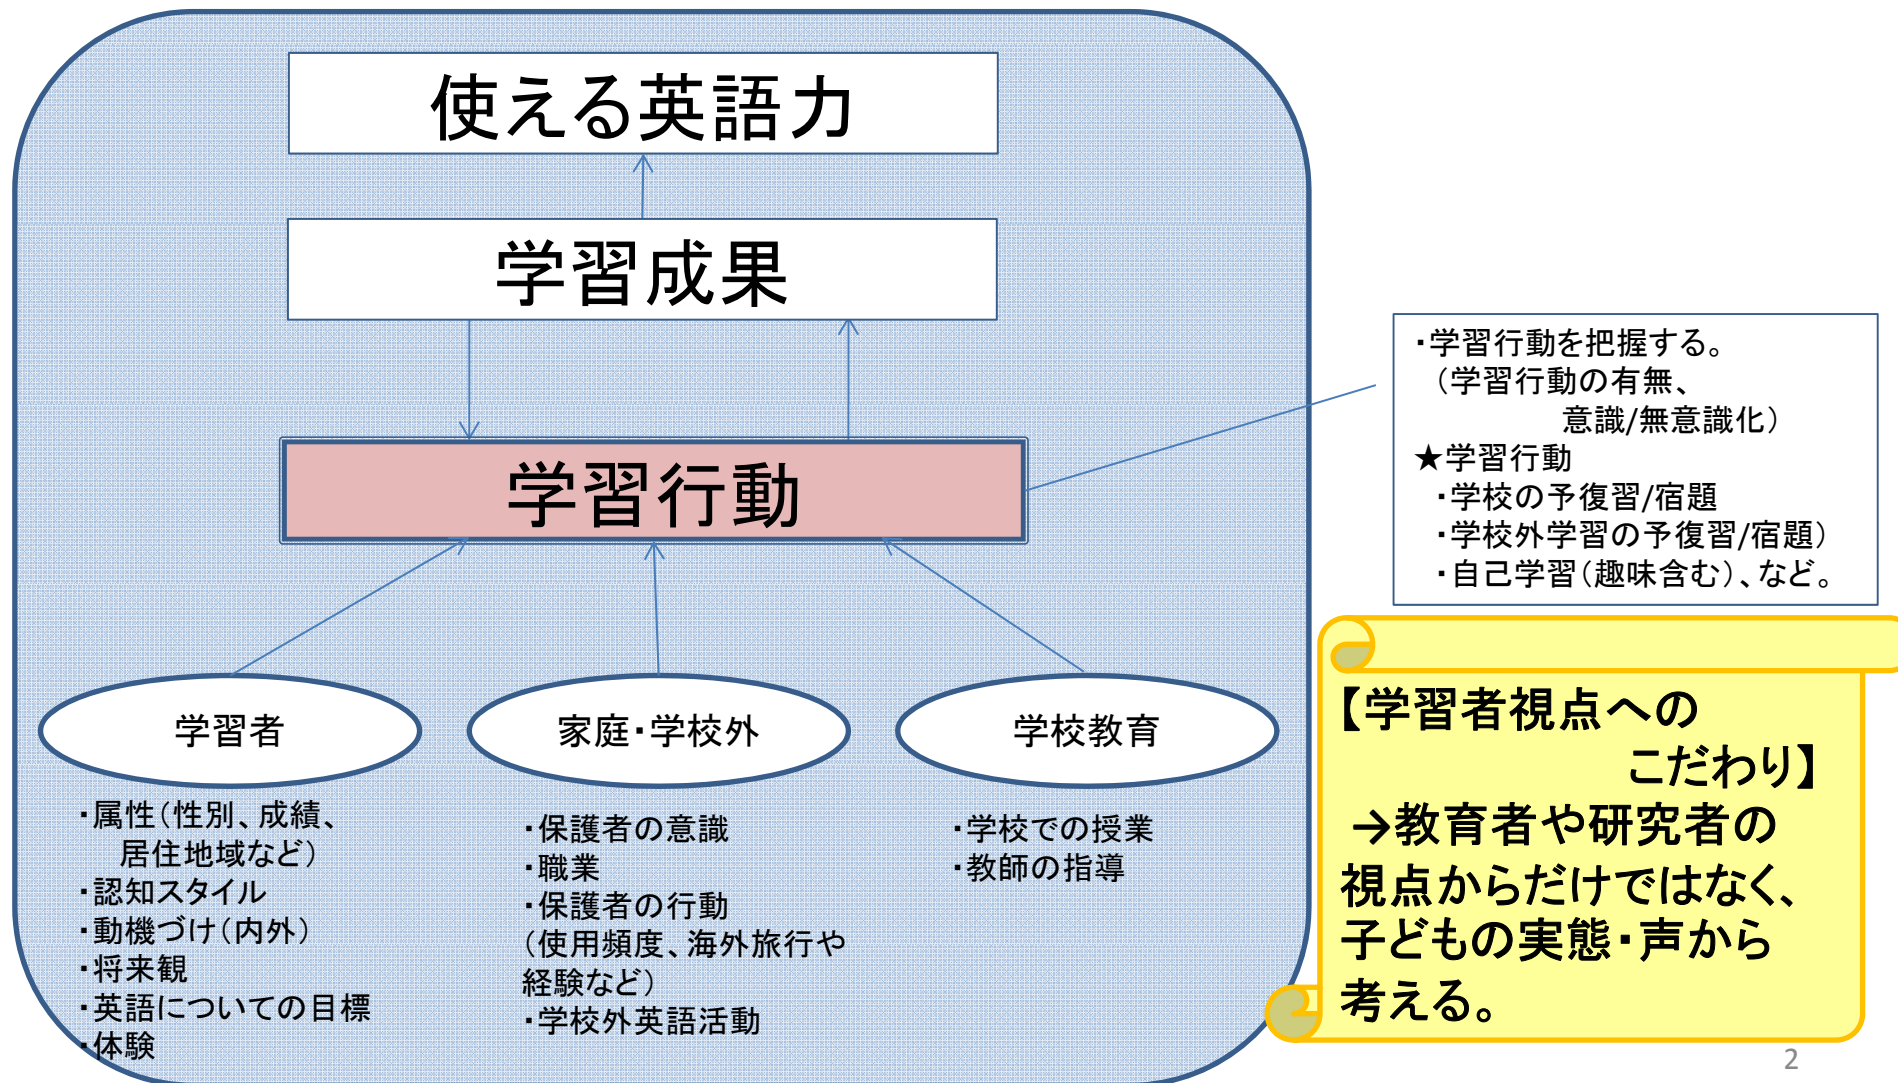 使える英語力
学習成果
学習行動
学習者
・属性(性別、成績、
居住地域など)
・認知スタイル
・動機づけ(内外)
・将来観
・英語についての目標
・体験
家庭・学校外
・保護者の意識
・職業
・保護者の行動
(使用頻度、海外旅行や
経験など)
・学校外英語活動
学校教育
・学校での授業
・教師の指導
・学習行動を把握する。
(学習行動の有無、
意識/無意識化)
★学習行動
・学校の予復習/宿題
・学校外学習の予復習/宿題)
・自己学習(趣味含む)、など。
【学習者視点への
こだわり】
→教育者や研究者の
視点からだけではなく、
子どもの実態・声から
考える。
2